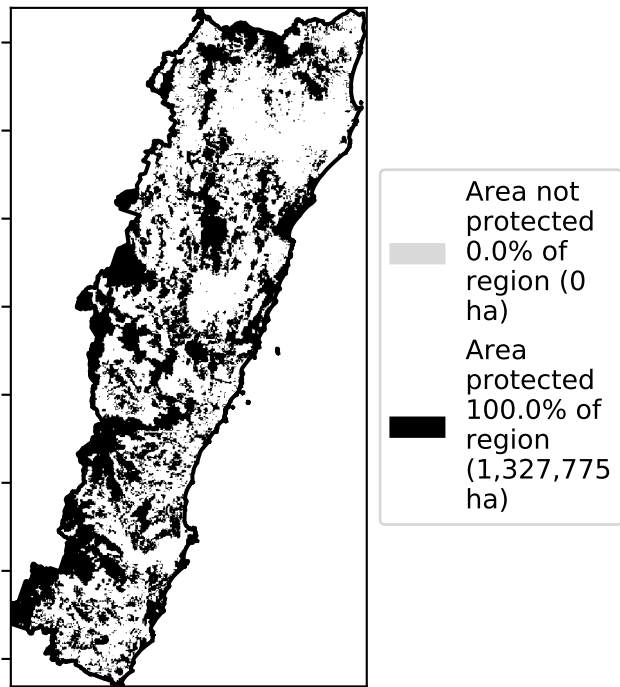 Area not
protected
0.0% of
region (0
ha)
Area
protected
100.0% of
region
(1,327,775
ha)